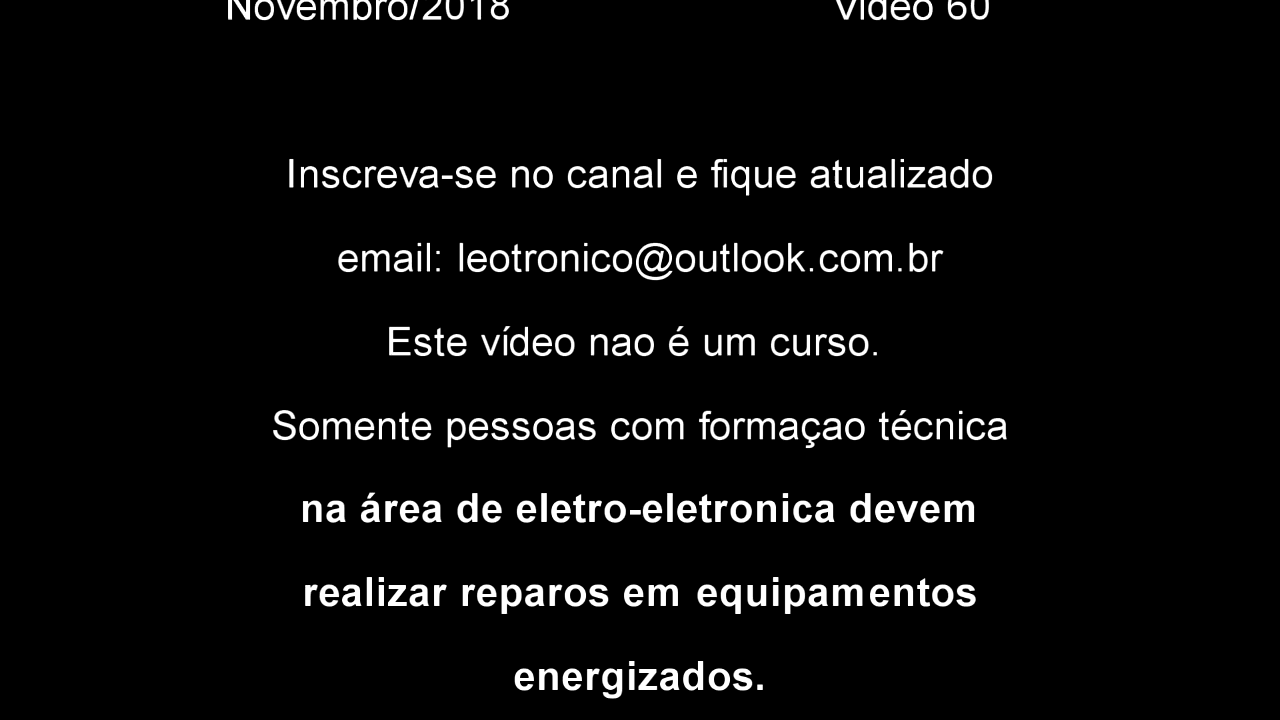 Novembro/2018 Vídeo 60
Inscreva-se no canal e fique atualizado
email: leotronico@outlook.com.br
Este vídeo nao é um curso.
Somente pessoas com formaçao técnica
na área de eletro-eletronica devem
realizar reparos em equipamentos
energizados.